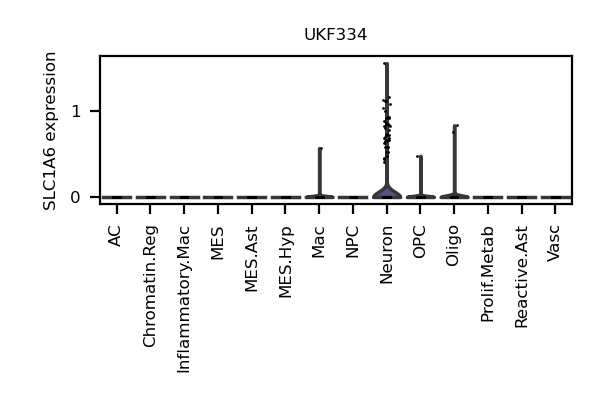 UKF334
SLC1A6 expression
1
0
AC
Chromatin.Reg
Inflammatory.Mac
MES
MES.Ast
MES.Hyp
Mac
NPC
Neuron
OPC
Oligo
Prolif.Metab
Reactive.Ast
Vasc